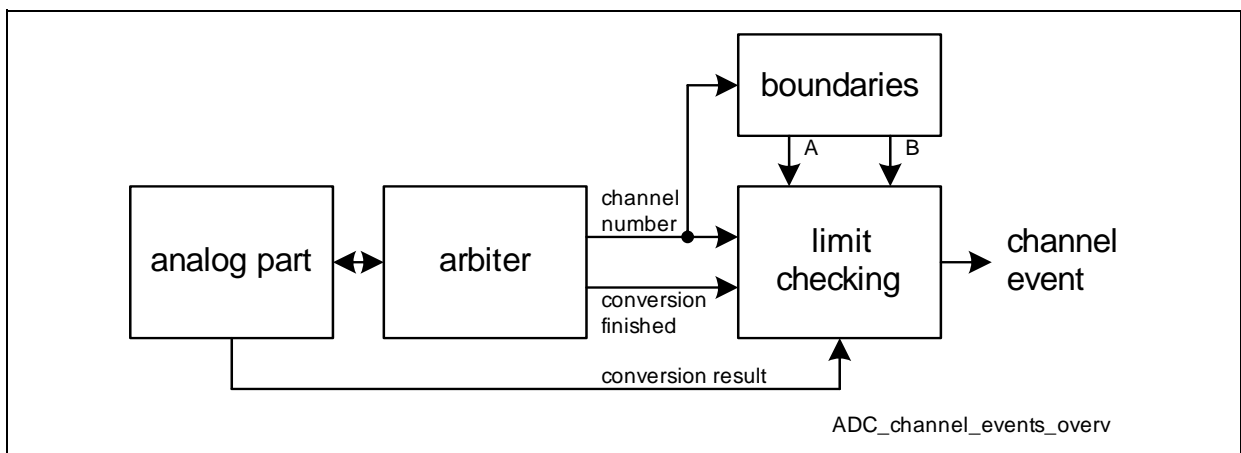 boundaries
A
B
channel
number
analog part
arbiter
limit
checking
channel
event
conversion
finished
conversion result
ADC_channel_events_overv